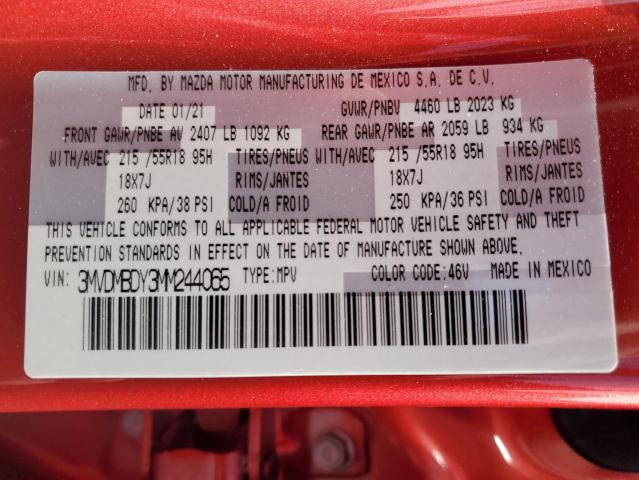 MFD. BY MAZDA MOTOR MANUFACTURING DE MEXICO S.A. DE C.V.
DATE 01/21 GVWR/PNBV 4460 LB 2023 KG
FRONT GAWR/PNBE AV 2407 LB 1092 KG REAR GAWR/PNBE AR 2059 LB 934 KG
WITH/AVEC 215 /55R18 95H TIRES/PNEUS WITH/AVEC 215 /55R18 95H TIRES/PNEUS
18X7J RIMS/JANTES 18X7J RIMS/JANTES
260 KPA/38 PSI COLD/A FROID 250 KPA/36 PSI COLD/A FROID
THIS VEHICLE CONFORMS TO ALL APPLICABLE FEDERAL MOTOR VEHICLE SAFETY AND THEFT
PREVENTION STANDARDS IN EFFECT ON THE DATE OF MANUFACTURE SHOWN ABOVE.
VIN: 3MVDMBDY3MM244065 TYPE:MPV COLOR CODE:46V MADE IN MEXICO